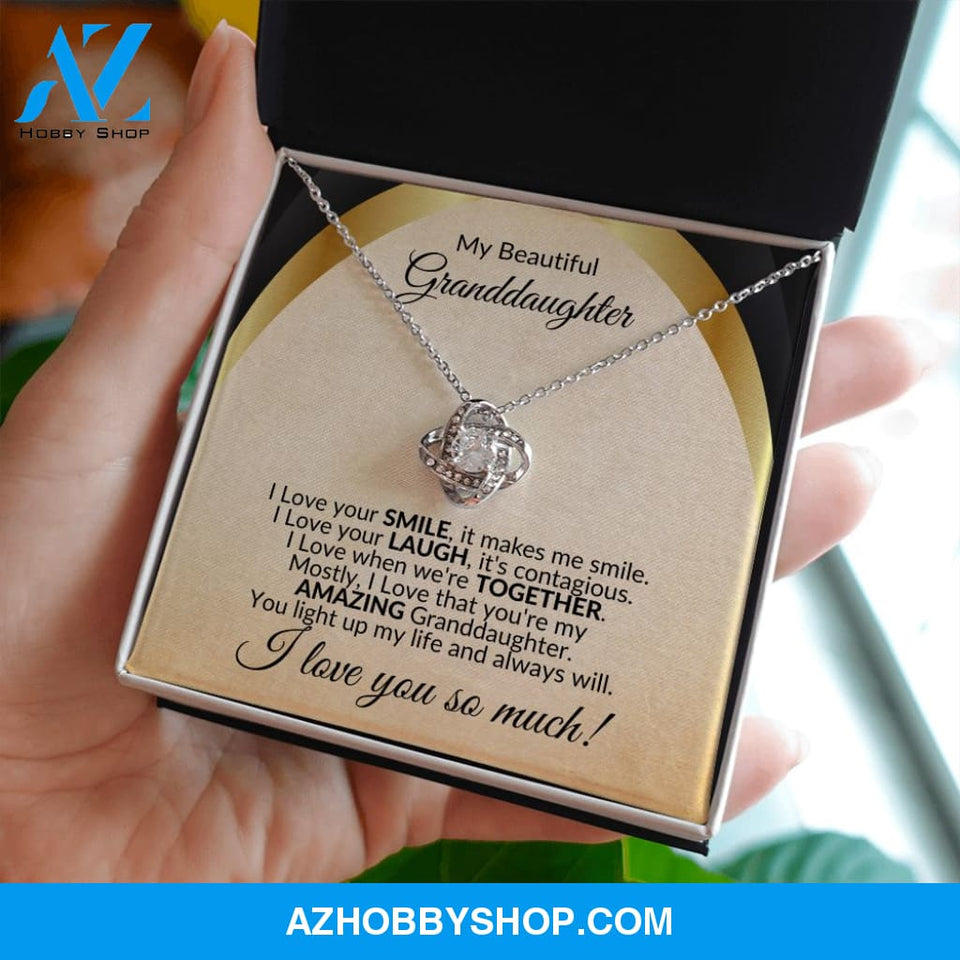 AZ
HOBBY SHOP
My Beautiful
Granddaughter
I Love your SMILE, it makes me smile.
I Love your LAUGH, it's contagious.
I Love when we're TOGETHER.
Mostly, I Love that you're my
AMAZING Granddaughter.
You light up my life and always will.
I love you so much!
AZHOBBYSHOP.COM